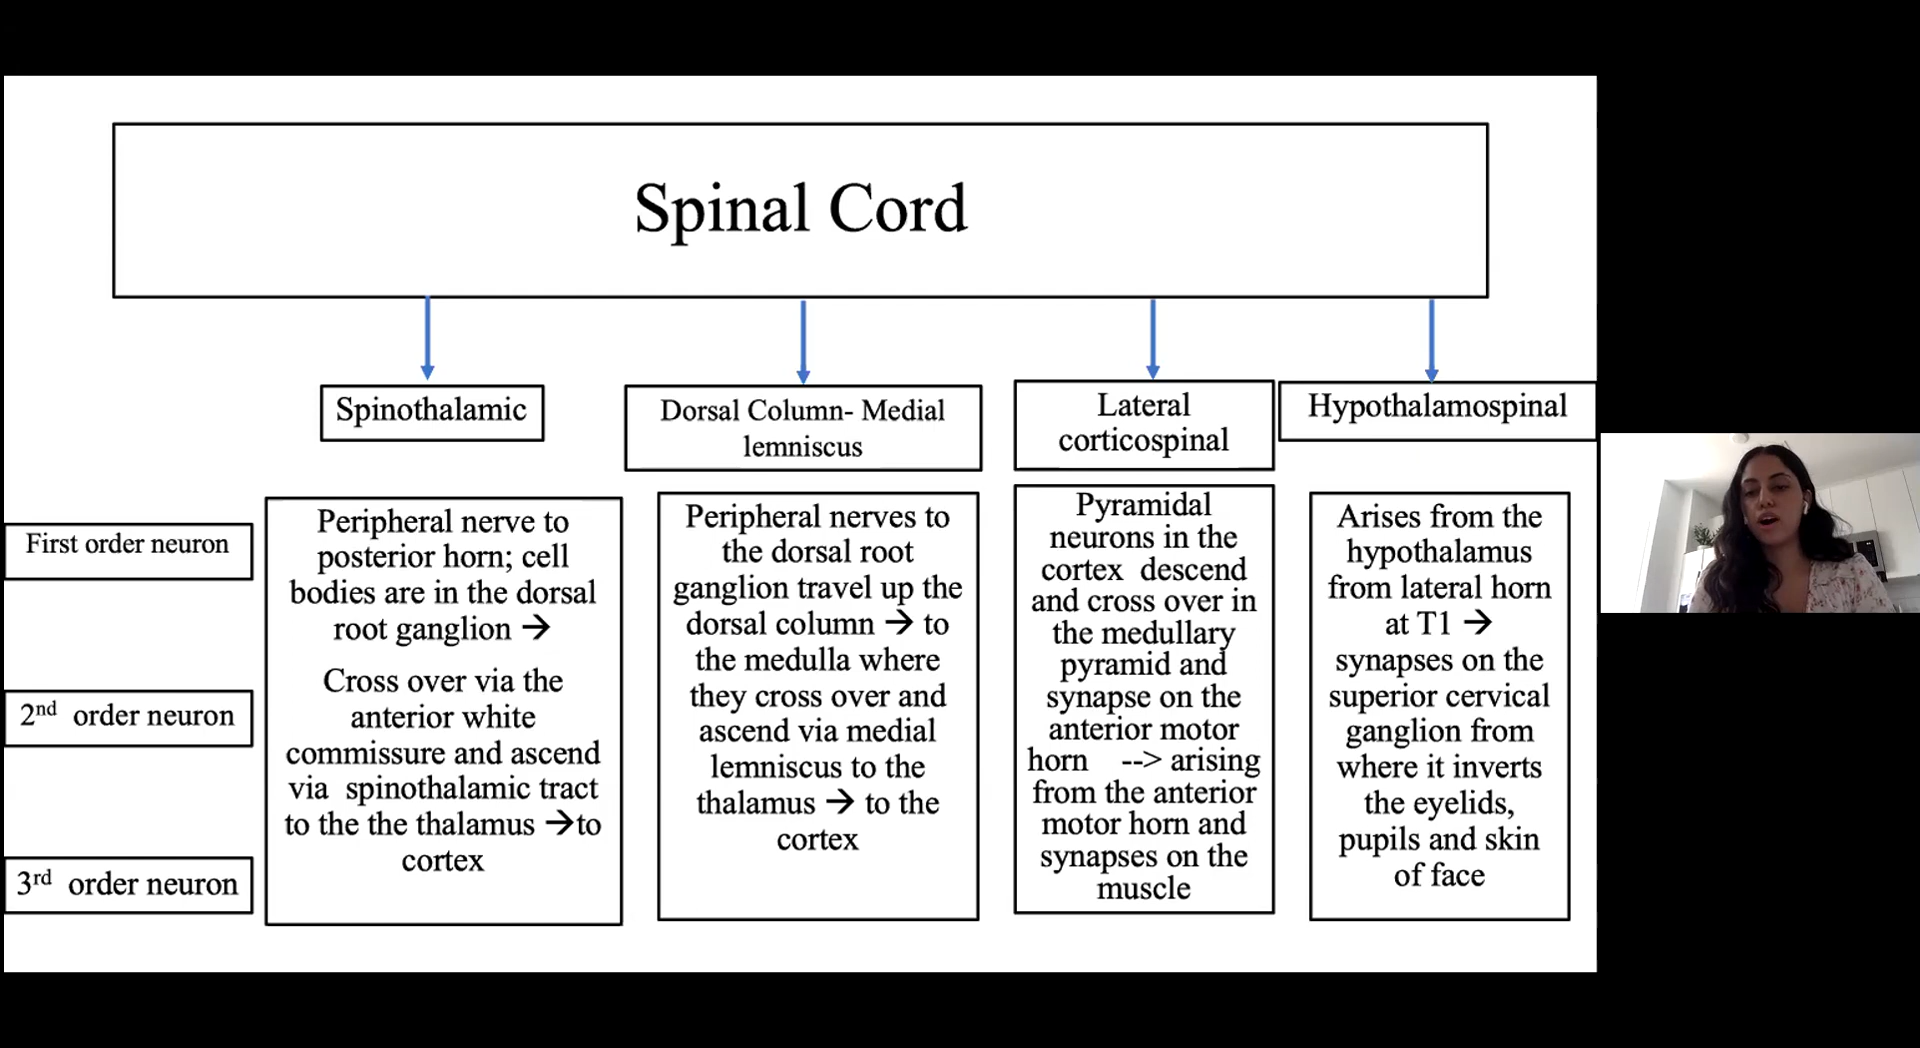 Spinal Cord
Spinothalamic
Dorsal Column- Medial
lemniscus
Lateral
corticospinal
Hypothalamospinal
First order neuron
2nd order neuron
3rd order neuron
Peripheral nerve to
posterior horn; cell
bodies are in the dorsal
root ganglion →
Cross over via the
anterior white
commissure and ascend
via spinothalamic tract
to the the thalamus →to
cortex
Peripheral nerves to
the dorsal root
ganglion travel up the
dorsal column → to
the medulla where
they cross over and
ascend via medial
lemniscus to the
thalamus → to the
cortex
Pyramidal
neurons in the
cortex descend
and cross over in
the medullary
pyramid and
synapse on the
anterior motor
horn --> arising
from the anterior
motor horn and
synapses on the
muscle
Arises from the
hypothalamus
from lateral horn
at T1 →
synapses on the
superior cervical
ganglion from
where it inverts
the eyelids,
pupils and skin
of face